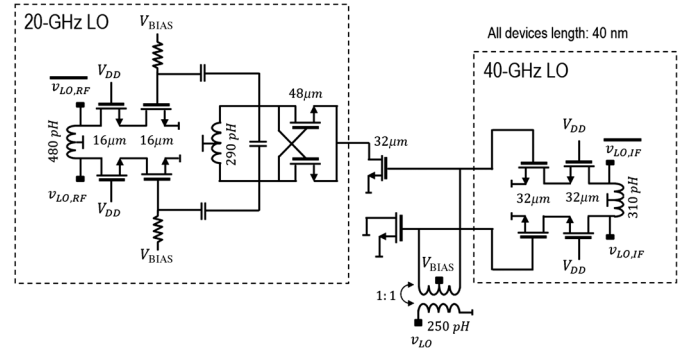 20-GHz LO
V_BIAS
All devices length: 40 nm
40-GHz LO
V_DD
48μm
v_LO,RF
480 pH
16μm
16μm
290 pH
32μm
V_DD
v_LO,IF
32μm
32μm
310 pH
v_LO,RF
V_DD
V_BIAS
V_BIAS
V_DD
v_LO,IF
1:1
250 pH
v_LO